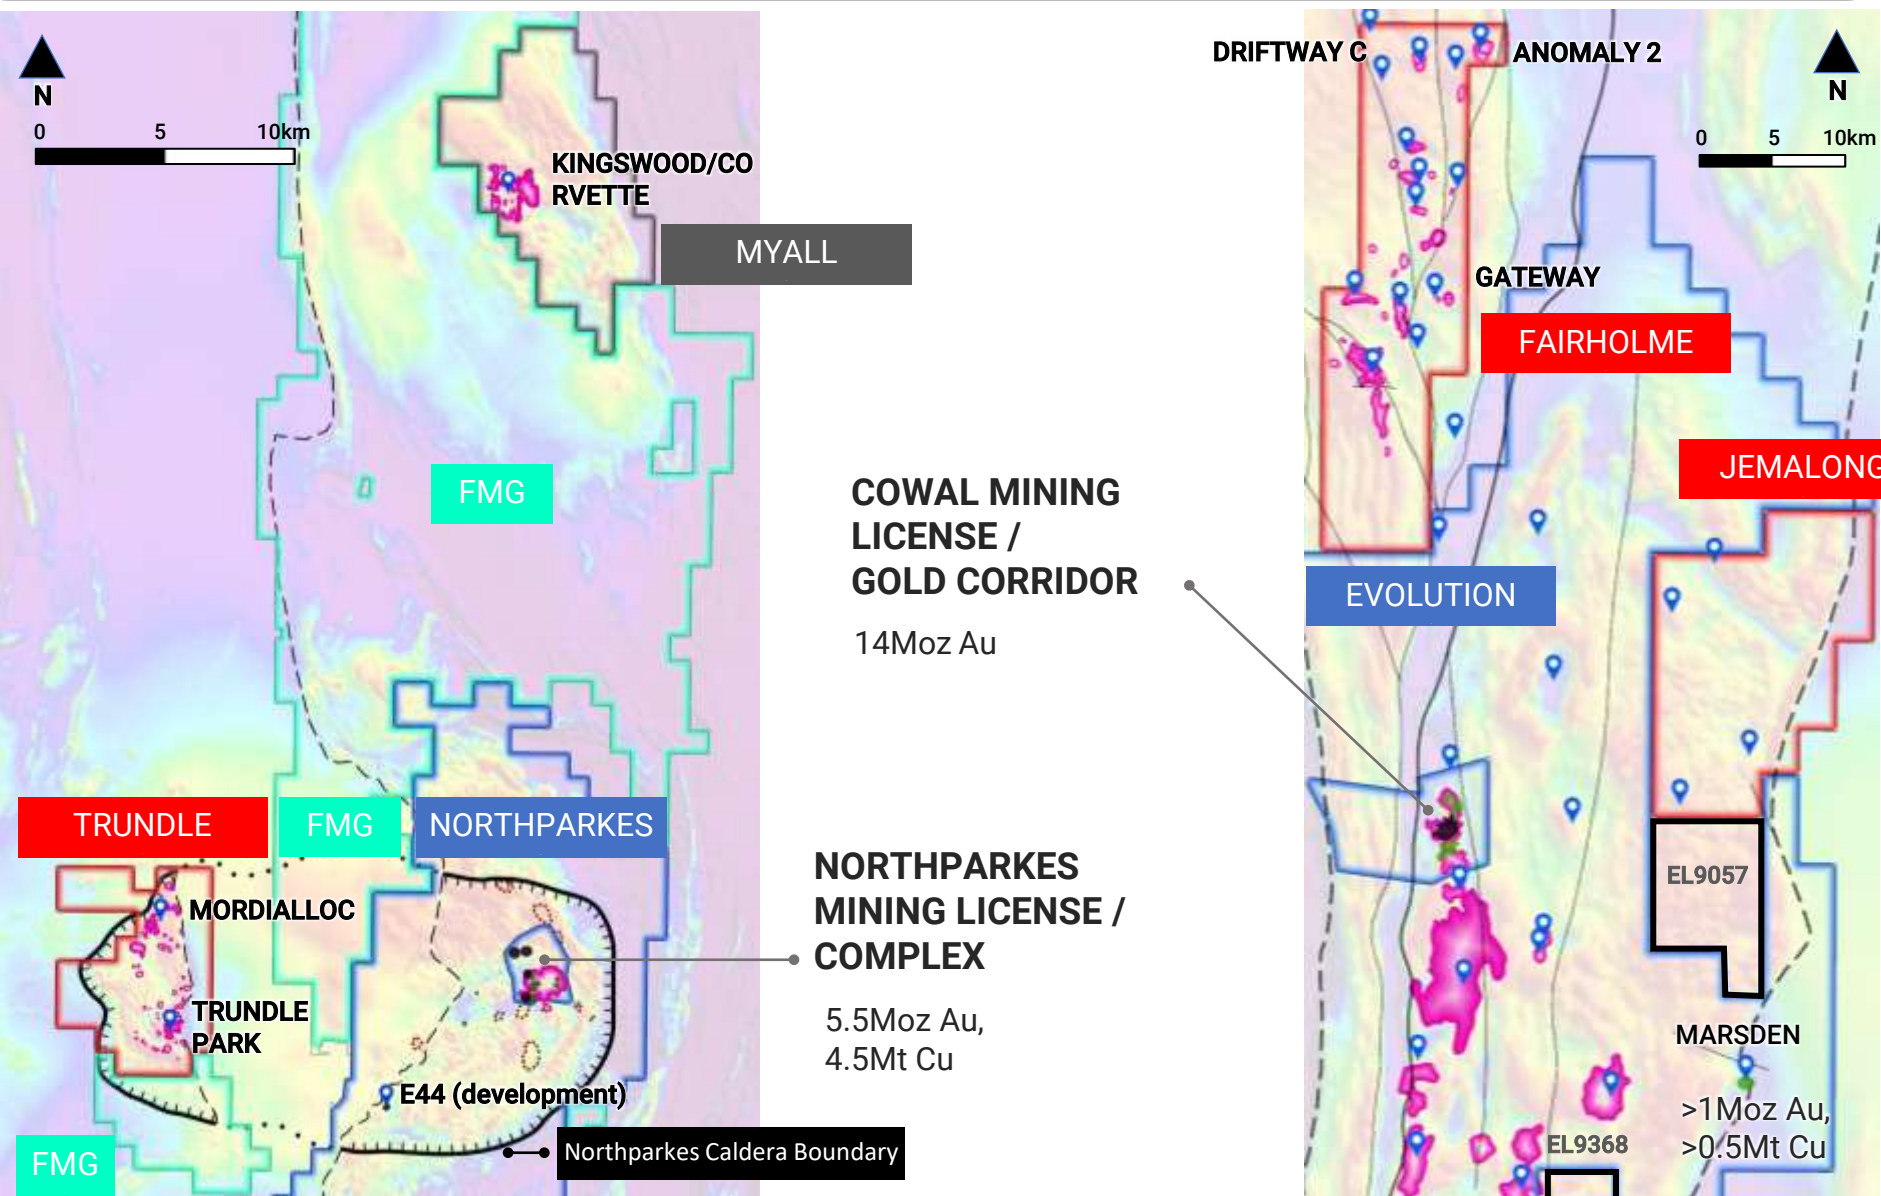 N
0 5 10km
KINGSWOOD/CO
RVETTE
MYALL
FMG
TRUNDLE
FMG
NORTHPARKES
MORDIALLOC
TRUNDLE
PARK
E44 (development)
Northparkes Caldera Boundary
FMG
COWAL MINING
LICENSE /
GOLD CORRIDOR
14Moz Au
NORTHPARKES
MINING LICENSE /
COMPLEX
5.5Moz Au,
4.5Mt Cu
DRIFTWAY C
ANOMALY 2
N
0 5 10km
GATEWAY
FAIRHOLME
JEMALONG
EVOLUTION
EL9057
MARSDEN
>1Moz Au,
>0.5Mt Cu
EL9368